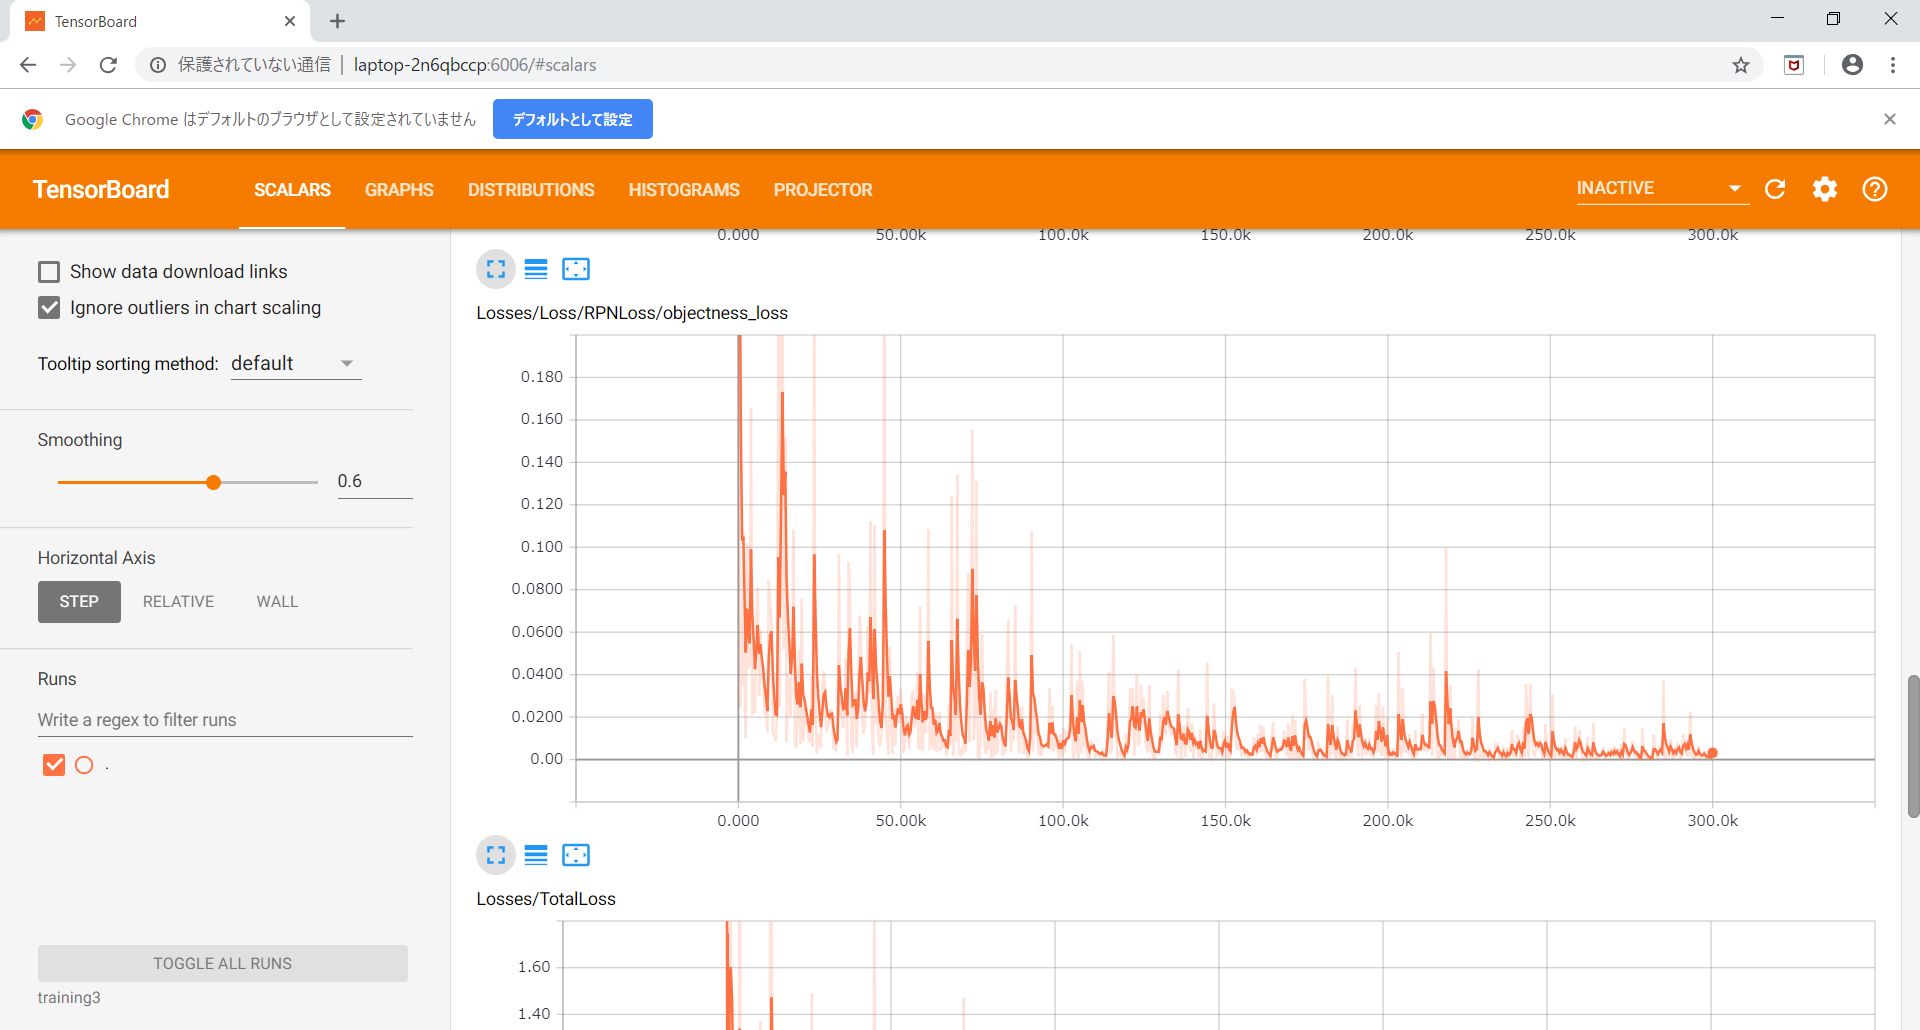 TensorBoard
保護されていない通信 | laptop-2n6qbccp:6006/#scalars
Google Chrome はデフォルトのブラウザとして設定されていません デフォルトとして設定
TensorBoard SCALARS GRAPHS DISTRIBUTIONS HISTOGRAMS PROJECTOR INACTIVE
Show data download links
Ignore outliers in chart scaling
Tooltip sorting method: default
Smoothing
0.6
Horizontal Axis
STEP RELATIVE WALL
Runs
Write a regex to filter runs
.
TOGGLE ALL RUNS
training3
0.000 50.00k 100.0k 150.0k 200.0k 250.0k 300.0k
Losses/Loss/RPNLoss/objectness_loss
0.180
0.160
0.140
0.120
0.100
0.0800
0.0600
0.0400
0.0200
0.00
0.000 50.00k 100.0k 150.0k 200.0k 250.0k 300.0k
Losses/TotalLoss
1.60
1.40